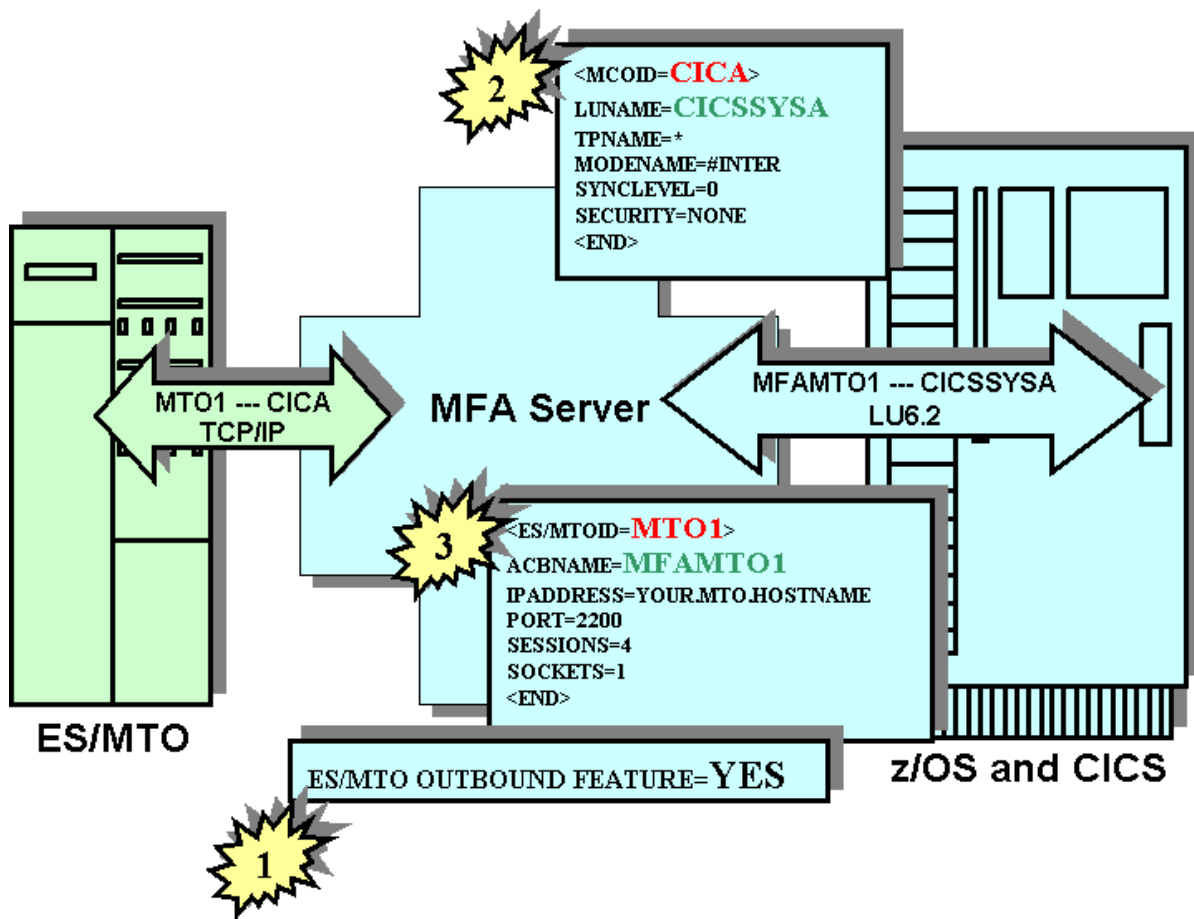 2
<MCOID=CICA>
LUNAME=CICSSYSA
TPNAME=*
MODENAME=#INTER
SYNCLEVEL=0
SECURITY=NONE
<END>
MTO1 --- CICA
TCP/IP
MFA Server
MFAMTO1 --- CICSSYSA
LU6.2
3
<ES/MTOID=MTO1>
ACBNAME=MFAMTO1
IPADDRESS=YOUR.MTO.HOSTNAME
PORT=2200
SESSIONS=4
SOCKETS=1
<END>
ES/MTO
z/OS and CICS
ES/MTO OUTBOUND FEATURE=YES
1